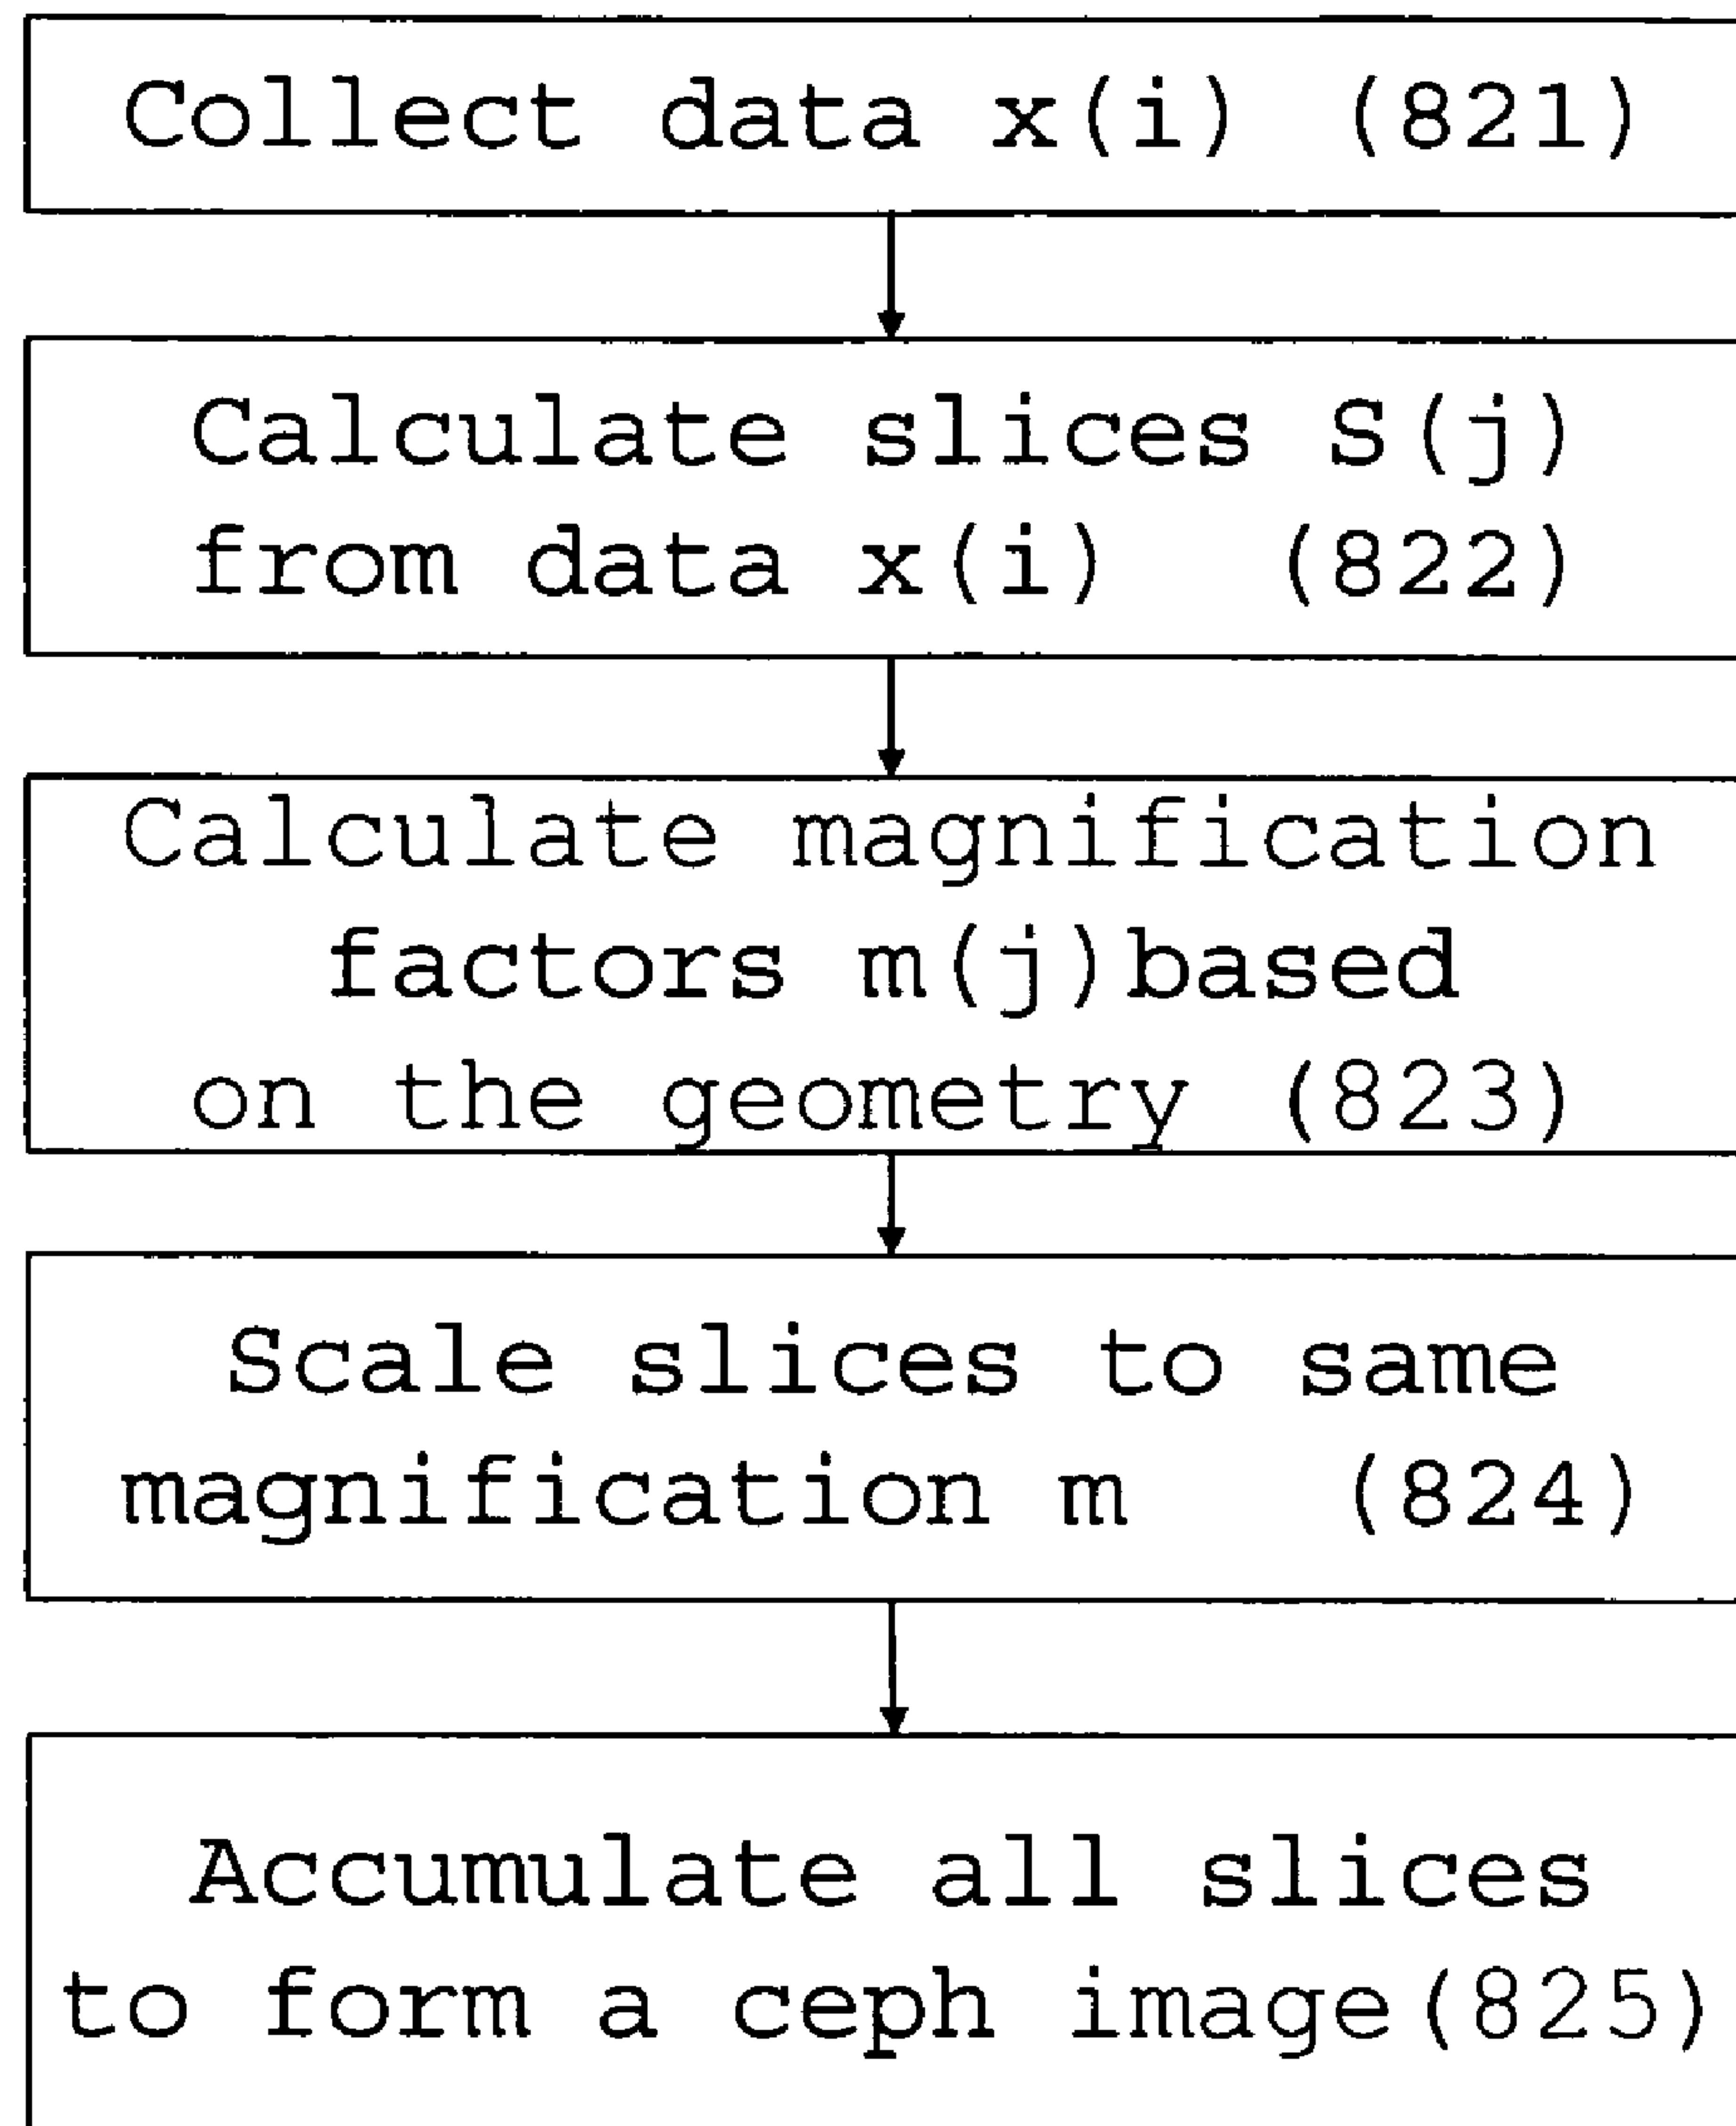 Collect data x(i) (821)
Calculate slices S(j)
from data x(i) (822)
Calculate magnification
factors m(j)based
on the geometry (823)
Scale slices to same
magnification m (824)
Accumulate all slices
to form a ceph image(825)